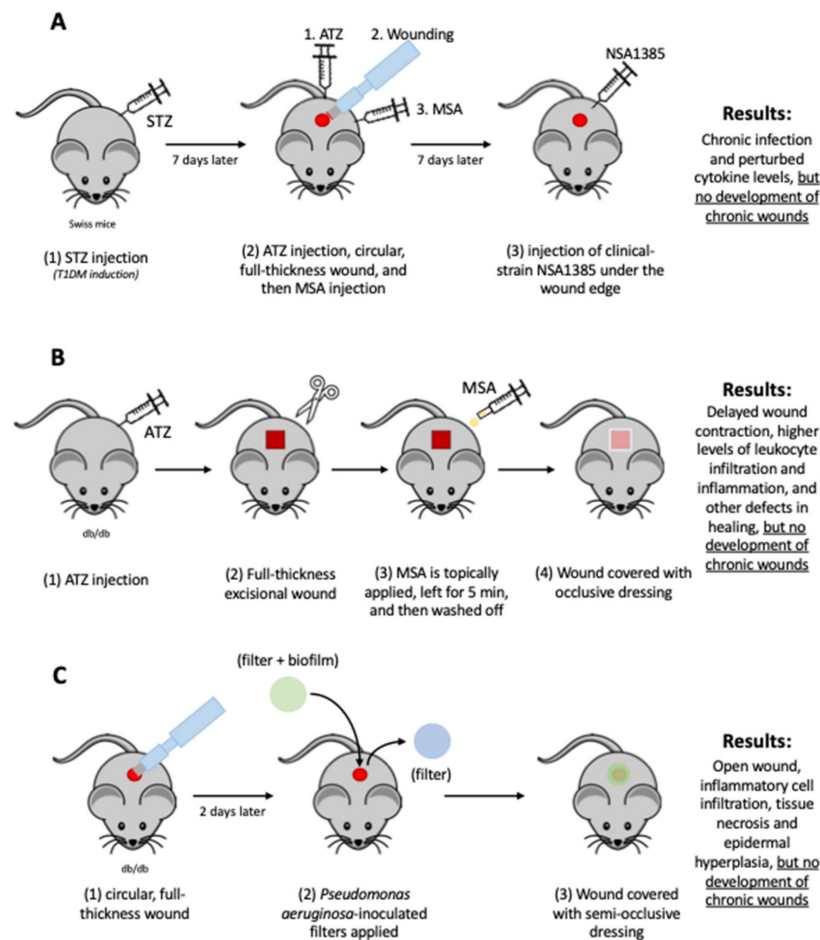 A
1. ATZ
2. Wounding
STZ
3. MSA
NSA1385
7 days later
7 days later
Swiss mice
(1) STZ injection
(T1DM induction)
(2) ATZ injection, circular,
full-thickness wound, and
then MSA injection
(3) injection of clinical-
strain NSA1385 under the
wound edge
Results:
Chronic infection
and perturbed
cytokine levels, but
no development of
chronic wounds
B
ATZ
MSA
db/db
(1) ATZ injection
(2) Full-thickness
excisional wound
(3) MSA is topically
applied, left for 5 min,
and then washed off
(4) Wound covered with
occlusive dressing
Results:
Delayed wound
contraction, higher
levels of leukocyte
infiltration and
inflammation, and
other defects in
healing, but no
development of
chronic wounds
C
(filter + biofilm)
(filter)
2 days later
db/db
(1) circular, full-
thickness wound
(2) Pseudomonas
aeruginosa-inoculated
filters applied
(3) Wound covered
with semi-occlusive
dressing
Results:
Open wound,
inflammatory cell
infiltration, tissue
necrosis and
epidermal
hyperplasia, but no
development of
chronic wounds